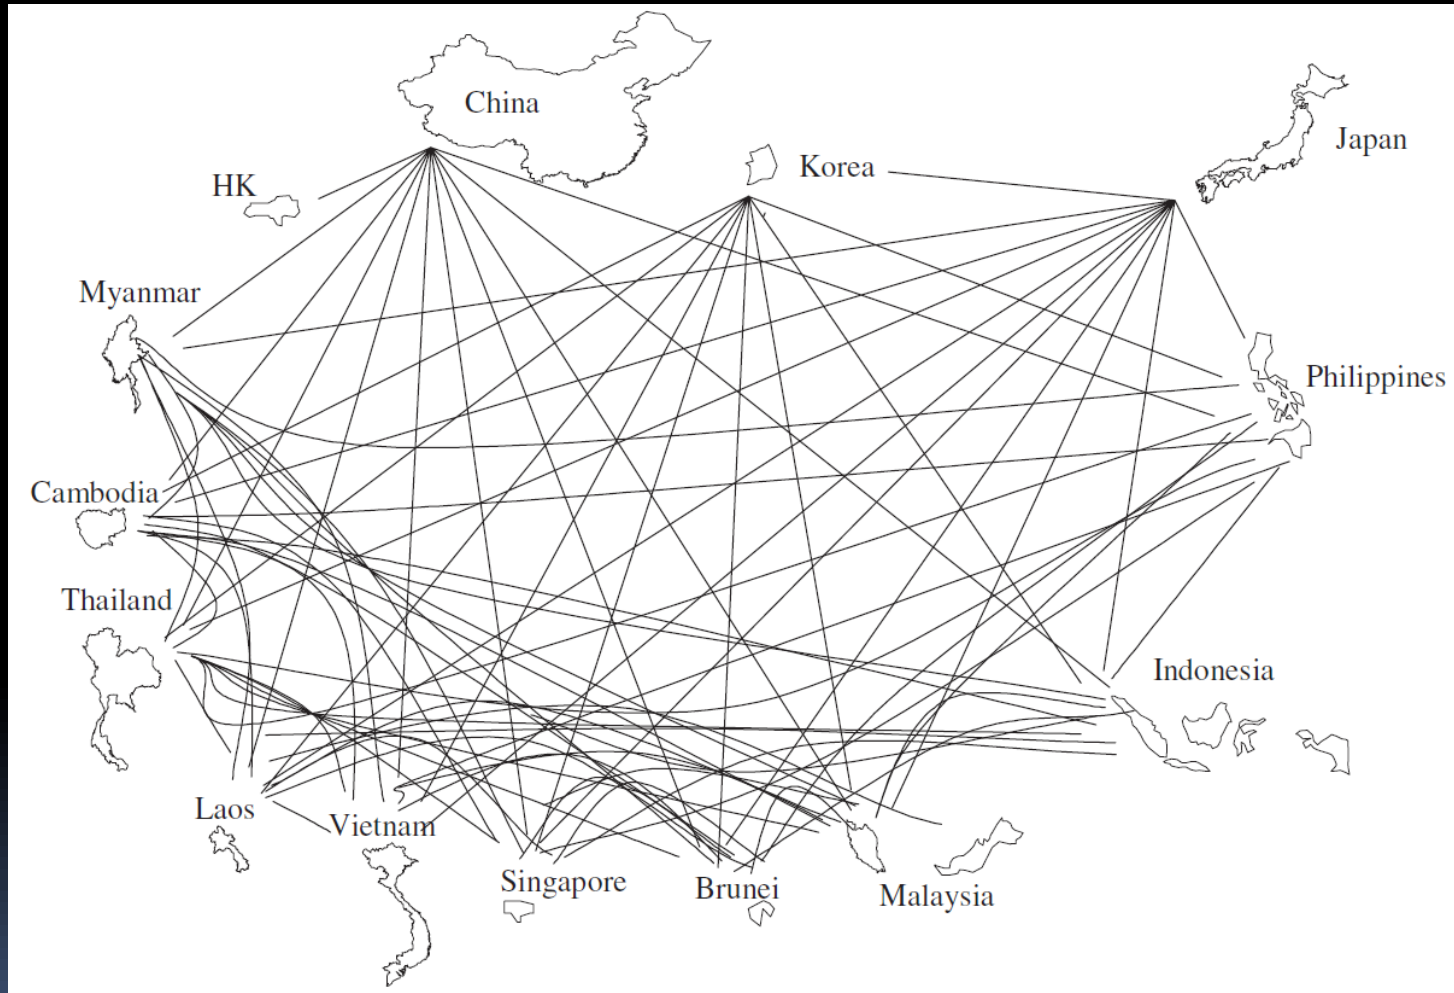 China
Japan
Korea
HK
Myanmar
Philippines
Cambodia
Thailand
Indonesia
Laos
Vietnam
Singapore
Brunei
Malaysia